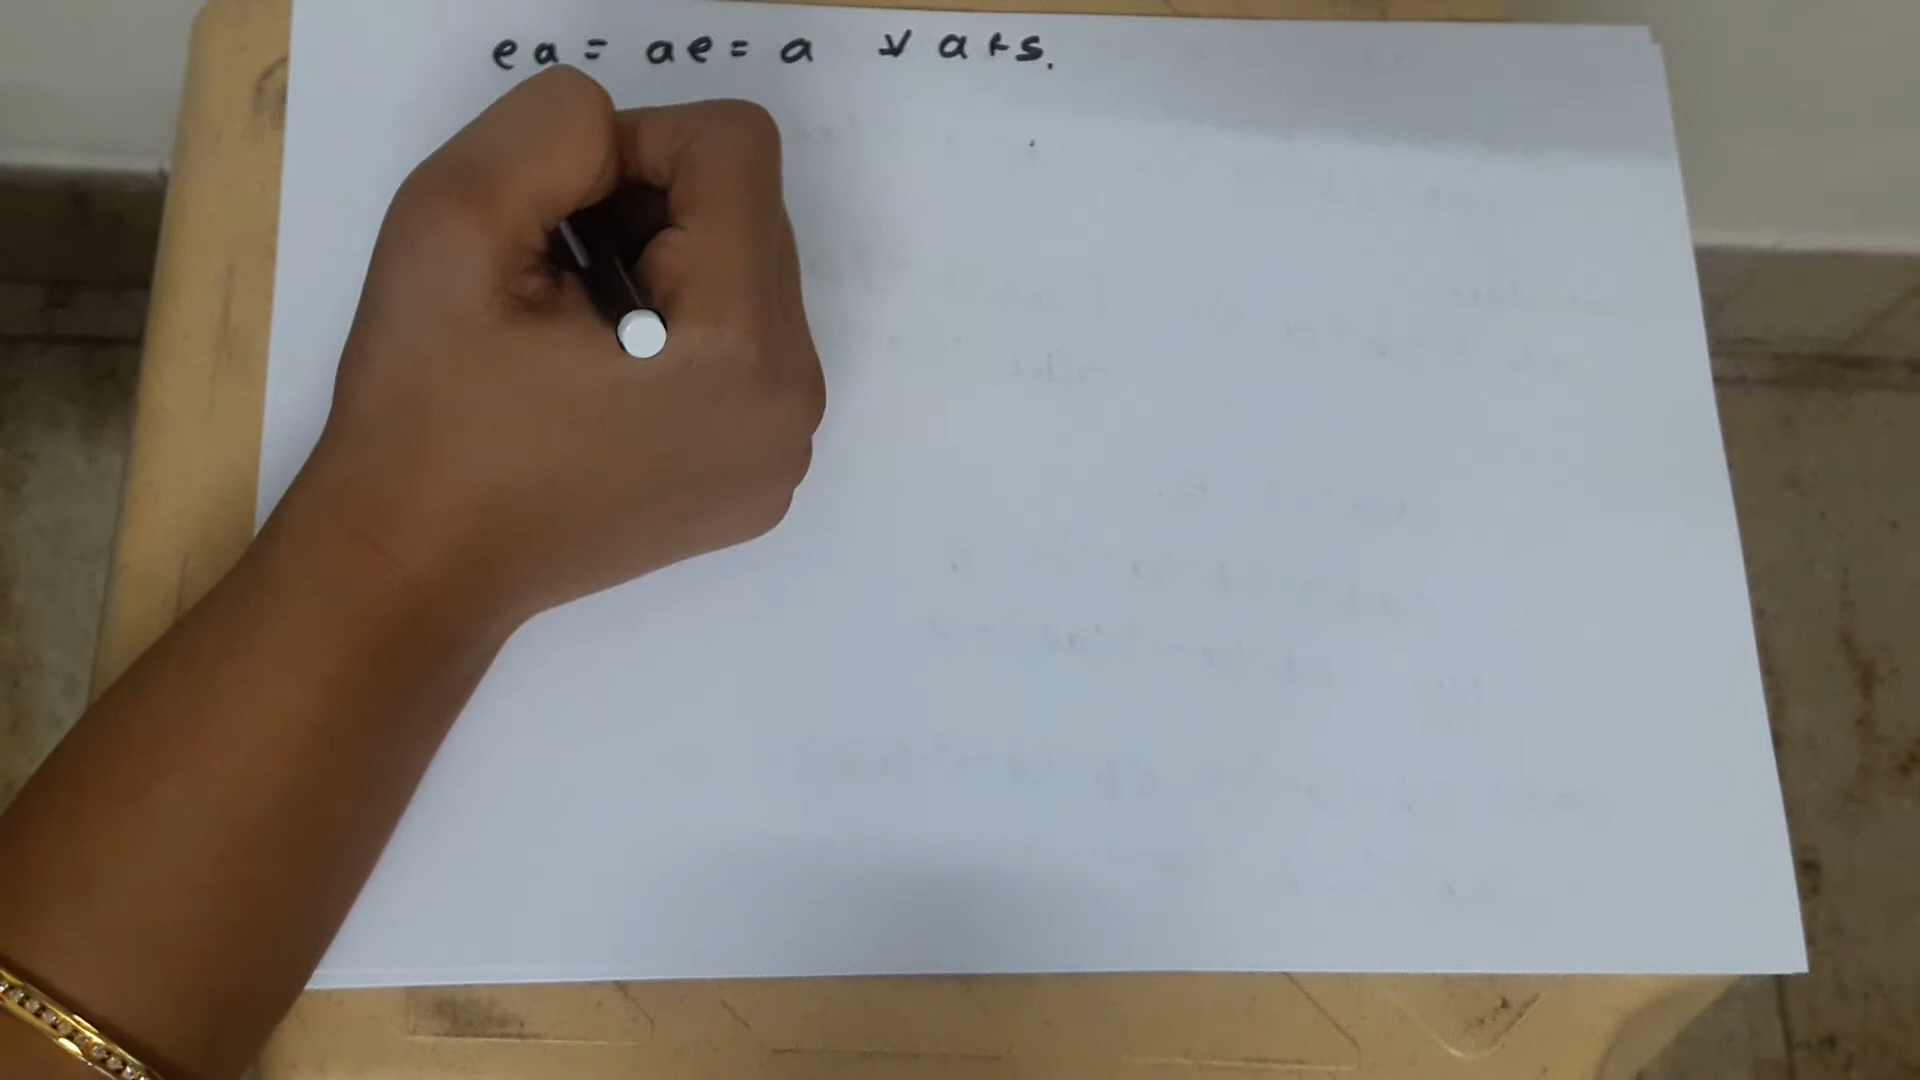 ea = ae = a ∀ a ∈ S.